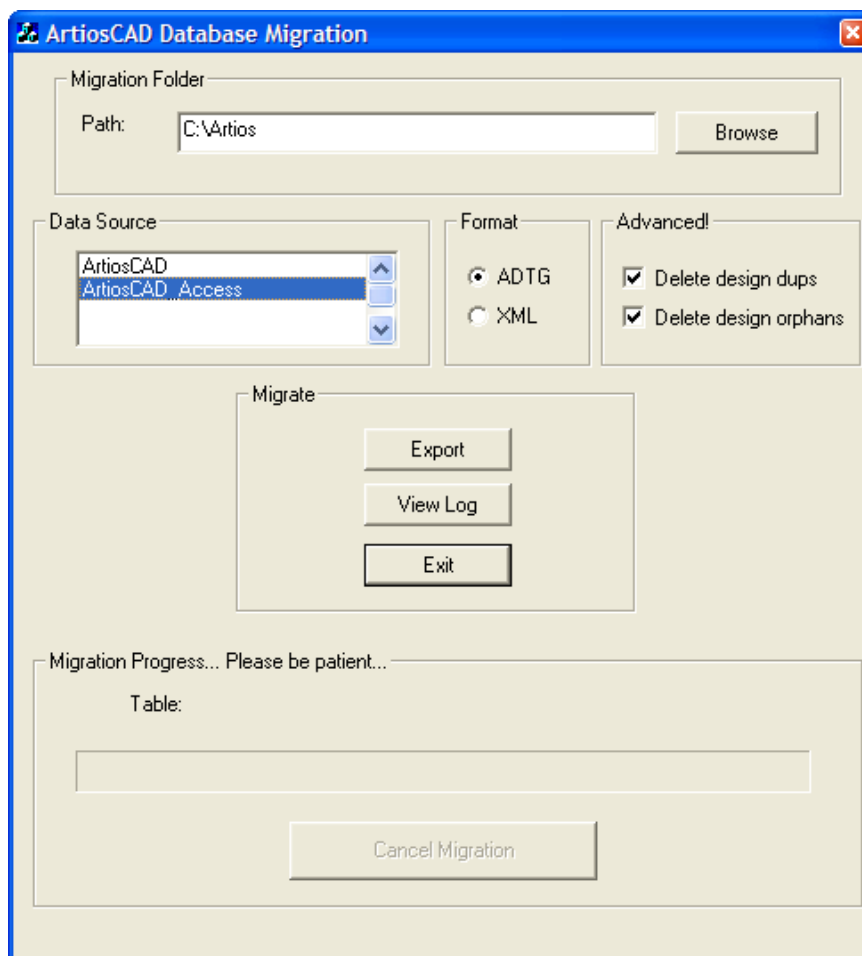 ArtiosCAD Database Migration
Migration Folder
Path:
C:\Artios
Browse
Data Source
ArtiosCAD
ArtiosCAD_Access
Format
ADTG
XML
Advanced!
Delete design dups
Delete design orphans
Migrate
Export
View Log
Exit
Migration Progress... Please be patient...
Table:
Cancel Migration